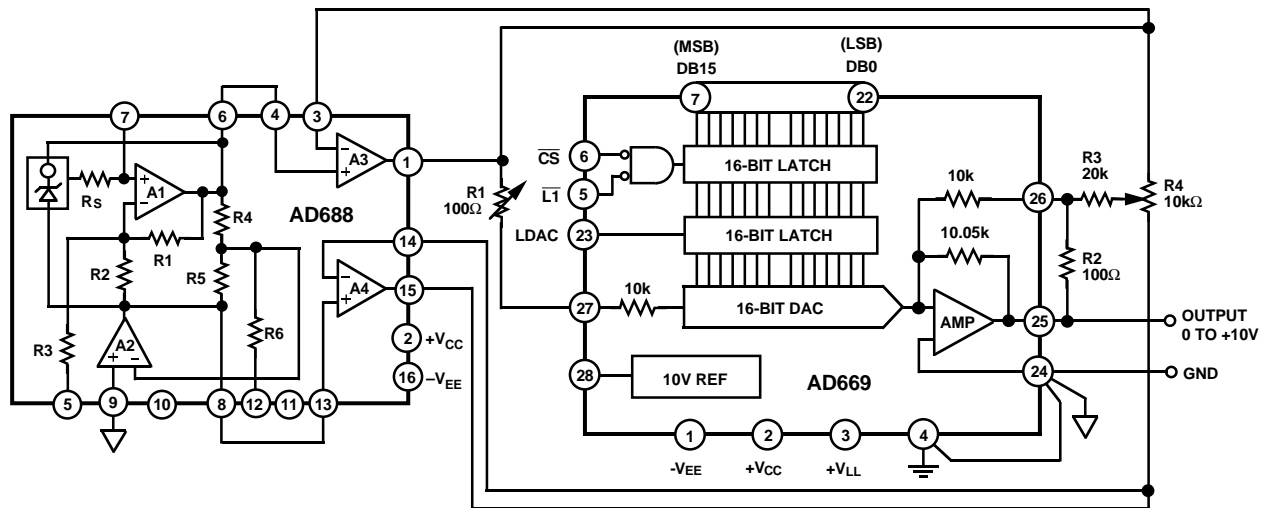 (MSB)
DB15
(LSB)
DB0
7
6
4
3
7
22
A3
–
+
1
RS
A1
+
–
R4
AD688
R1
R2
R5
R3
A2
+
–
R6
14
A4
–
+
15
2
+VCC
16
–VEE
5
9
10
8
12
11
13
R1
100Ω
CS
6
L1
5
LDAC
23
16-BIT LATCH
16-BIT LATCH
27
10k
16-BIT DAC
28
10V REF
AD669
10k
10.05k
AMP
26
25
24
R3
20k
R4
10kΩ
R2
100Ω
OUTPUT
0 TO +10V
GND
1
2
3
4
-VEE
+VCC
+VLL